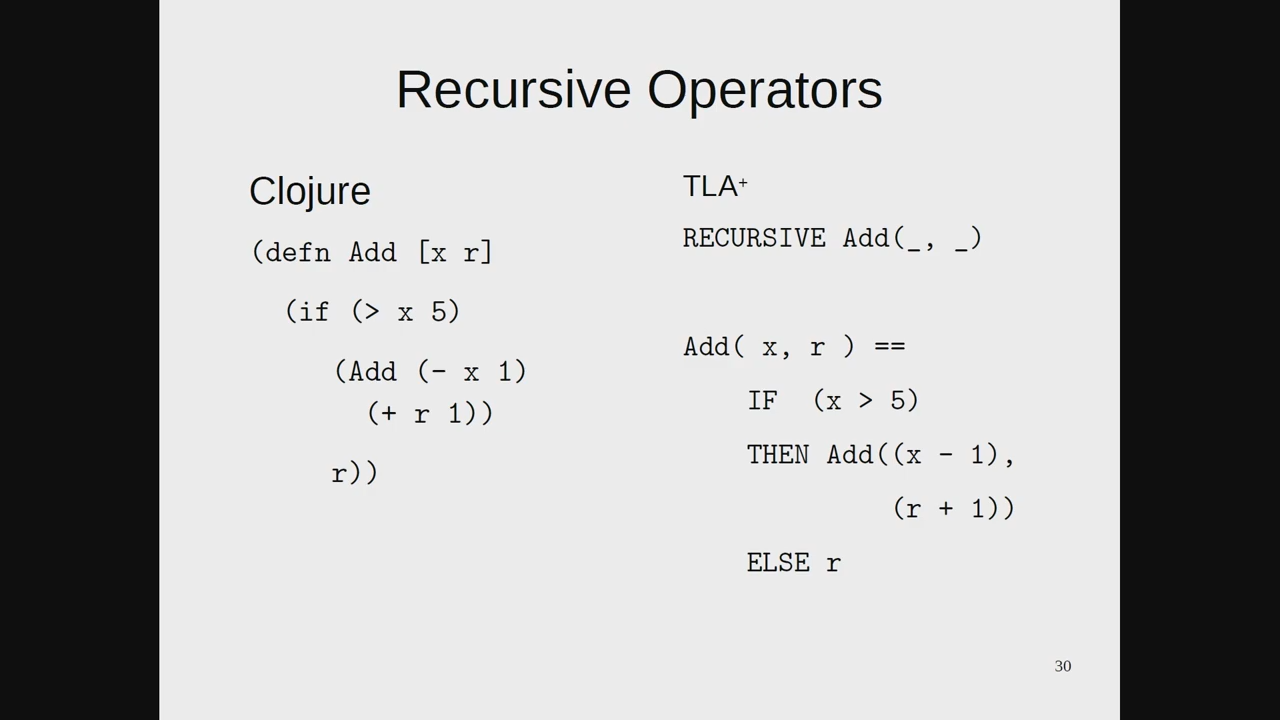 Recursive Operators
Clojure
(defn Add [x r]
(if (> x 5)
(Add (- x 1)
(+ r 1))
r))
TLA+
RECURSIVE Add(_, _)
Add( x, r ) ==
IF (x > 5)
THEN Add((x - 1),
(r + 1))
ELSE r
30